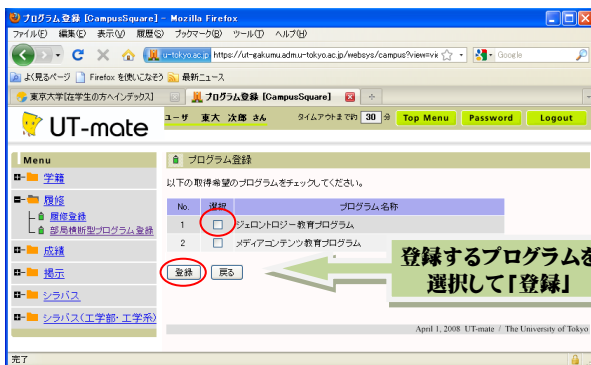 プログラム登録 [CampusSquare] - Mozilla Firefox
ファイル(F) 編集(E) 表示(V) 履歴(S) ブックマーク(B) ツール(T) ヘルプ(H)
u-tokyo.ac.jp https://ut-gakumu.adm.u-tokyo.ac.jp/websys/campus?view=vie Google
よく見るページ Firefox を使いこなそう 最新ニュース
東京大学[在学生の方へインデックス] プログラム登録 [CampusSquare]
UT-mate
ユーザ 東大 次郎 さん タイムアウトまで約 30 分 Top Menu Password Logout
Menu
学籍
履修
履修登録
部局横断型プログラム登録
成績
掲示
シラバス
シラバス(工学部・工学系)
プログラム登録
以下の取得希望のプログラムをチェックしてください。
No. 選択 プログラム名称
1 ジェロントロジー教育プログラム
2 メディアコンテンツ教育プログラム
登録 戻る
登録するプログラムを
選択して「登録」
April 1, 2008 UT-mate / The University of Tokyo
完了